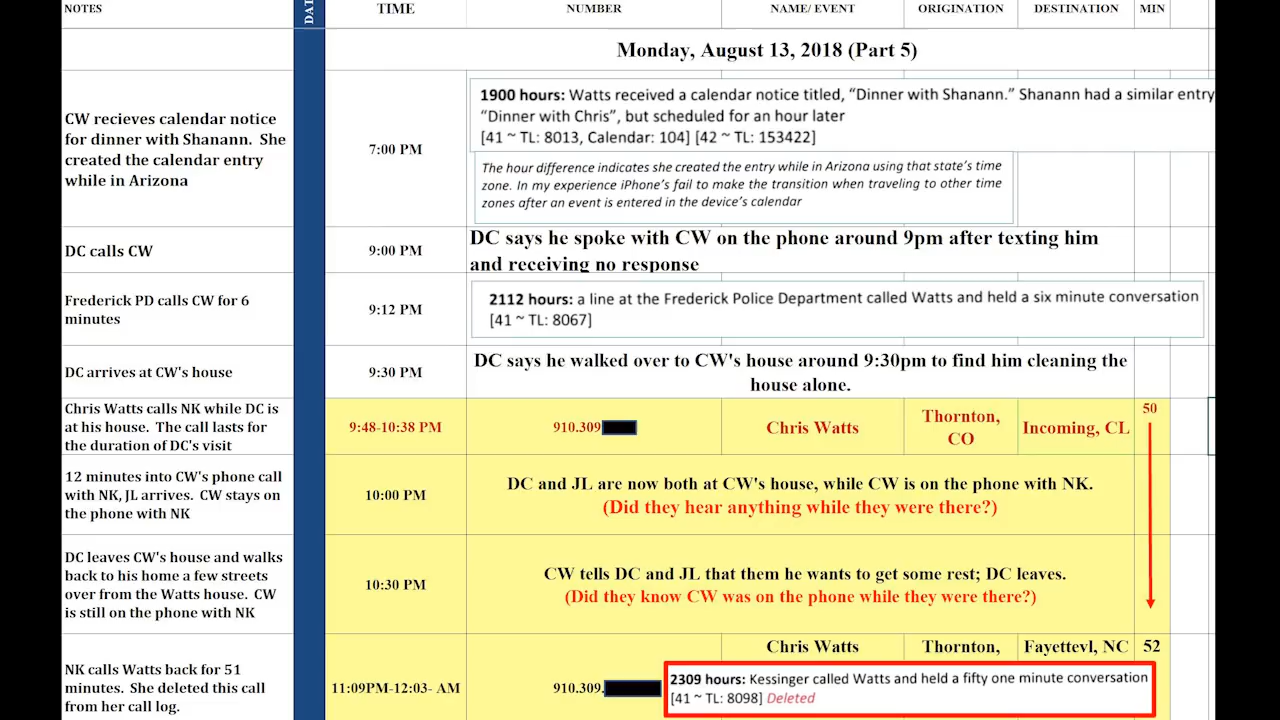 NOTES
DAT
TIME
NUMBER
NAME/ EVENT
ORIGINATION
DESTINATION
MIN
Monday, August 13, 2018 (Part 5)
CW recieves calendar notice
for dinner with Shanann. She
created the calendar entry
while in Arizona
7:00 PM
1900 hours: Watts received a calendar notice titled, “Dinner with Shanann.” Shanann had a similar entry
“Dinner with Chris”, but scheduled for an hour later
[41 ~ TL: 8013, Calendar: 104] [42 ~ TL: 153422]
The hour difference indicates she created the entry while in Arizona using that state’s time
zone. In my experience iPhone’s fail to make the transition when traveling to other time
zones after an event is entered in the device’s calendar
DC calls CW
9:00 PM
DC says he spoke with CW on the phone around 9pm after texting him
and receiving no response
Frederick PD calls CW for 6
minutes
9:12 PM
2112 hours: a line at the Frederick Police Department called Watts and held a six minute conversation
[41 ~ TL: 8067]
DC arrives at CW's house
9:30 PM
DC says he walked over to CW's house around 9:30pm to find him cleaning the
house alone.
Chris Watts calls NK while DC is
at his house. The call lasts for
the duration of DC's visit
9:48-10:38 PM
910.309
Chris Watts
Thornton,
CO
Incoming, CL
50
12 minutes into CW's phone call
with NK, JL arrives. CW stays on
the phone with NK
10:00 PM
DC and JL are now both at CW's house, while CW is on the phone with NK.
(Did they hear anything while they were there?)
DC leaves CW's house and walks
back to his home a few streets
over from the Watts house. CW
is still on the phone with NK
10:30 PM
CW tells DC and JL that them he wants to get some rest; DC leaves.
(Did they know CW was on the phone while they were there?)
NK calls Watts back for 51
minutes. She deleted this call
from her call log.
11:09PM-12:03- AM
910.309.
Chris Watts
Thornton,
Fayettevl, NC
52
2309 hours: Kessinger called Watts and held a fifty one minute conversation
[41 ~ TL: 8098] Deleted